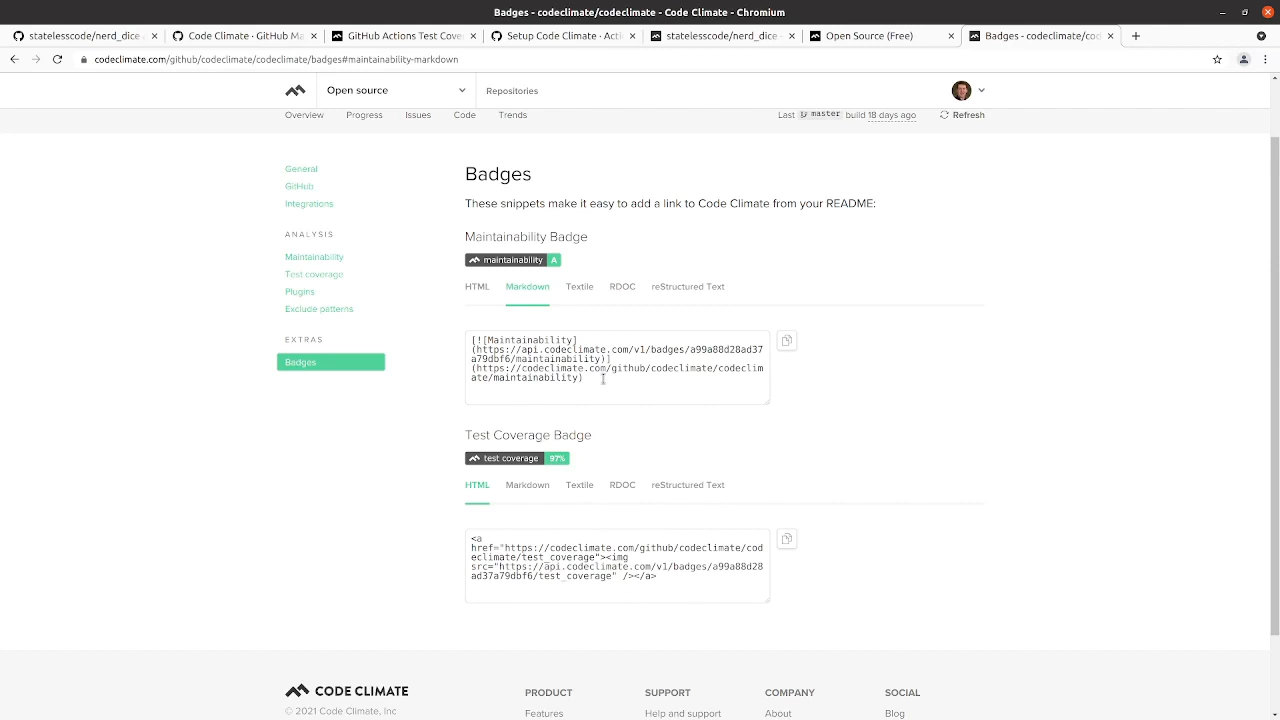 Badges - codeclimate/codeclimate - Code Climate - Chromium
statelesscode/nerd_dice
Code Climate · GitHub Ma
GitHub Actions Test Cove
Setup Code Climate · Acti
statelesscode/nerd_dice -
Open Source (Free)
Badges - codeclimate/cod
codeclimate.com/github/codeclimate/codeclimate/badges#maintainability-markdown
Open source
Repositories
Overview Progress Issues Code Trends
Last master build 18 days ago Refresh
General
GitHub
Integrations
ANALYSIS
Maintainability
Test coverage
Plugins
Exclude patterns
EXTRAS
Badges
Badges
These snippets make it easy to add a link to Code Climate from your README:
Maintainability Badge
maintainability A
HTML Markdown Textile RDOC reStructured Text
[![Maintainability]
(https://api.codeclimate.com/v1/badges/a99a88d28ad37
a79dbf6/maintainability)]
(https://codeclimate.com/github/codeclimate/codeclim
ate/maintainability)
Test Coverage Badge
test coverage 97%
HTML Markdown Textile RDOC reStructured Text
<a
href="https://codeclimate.com/github/codeclimate/cod
eclimate/test_coverage"><img
src="https://api.codeclimate.com/v1/badges/a99a88d28
ad37a79dbf6/test_coverage" /></a>
CODE CLIMATE
© 2021 Code Climate, Inc
PRODUCT
Features
SUPPORT
Help and support
COMPANY
About
SOCIAL
Blog